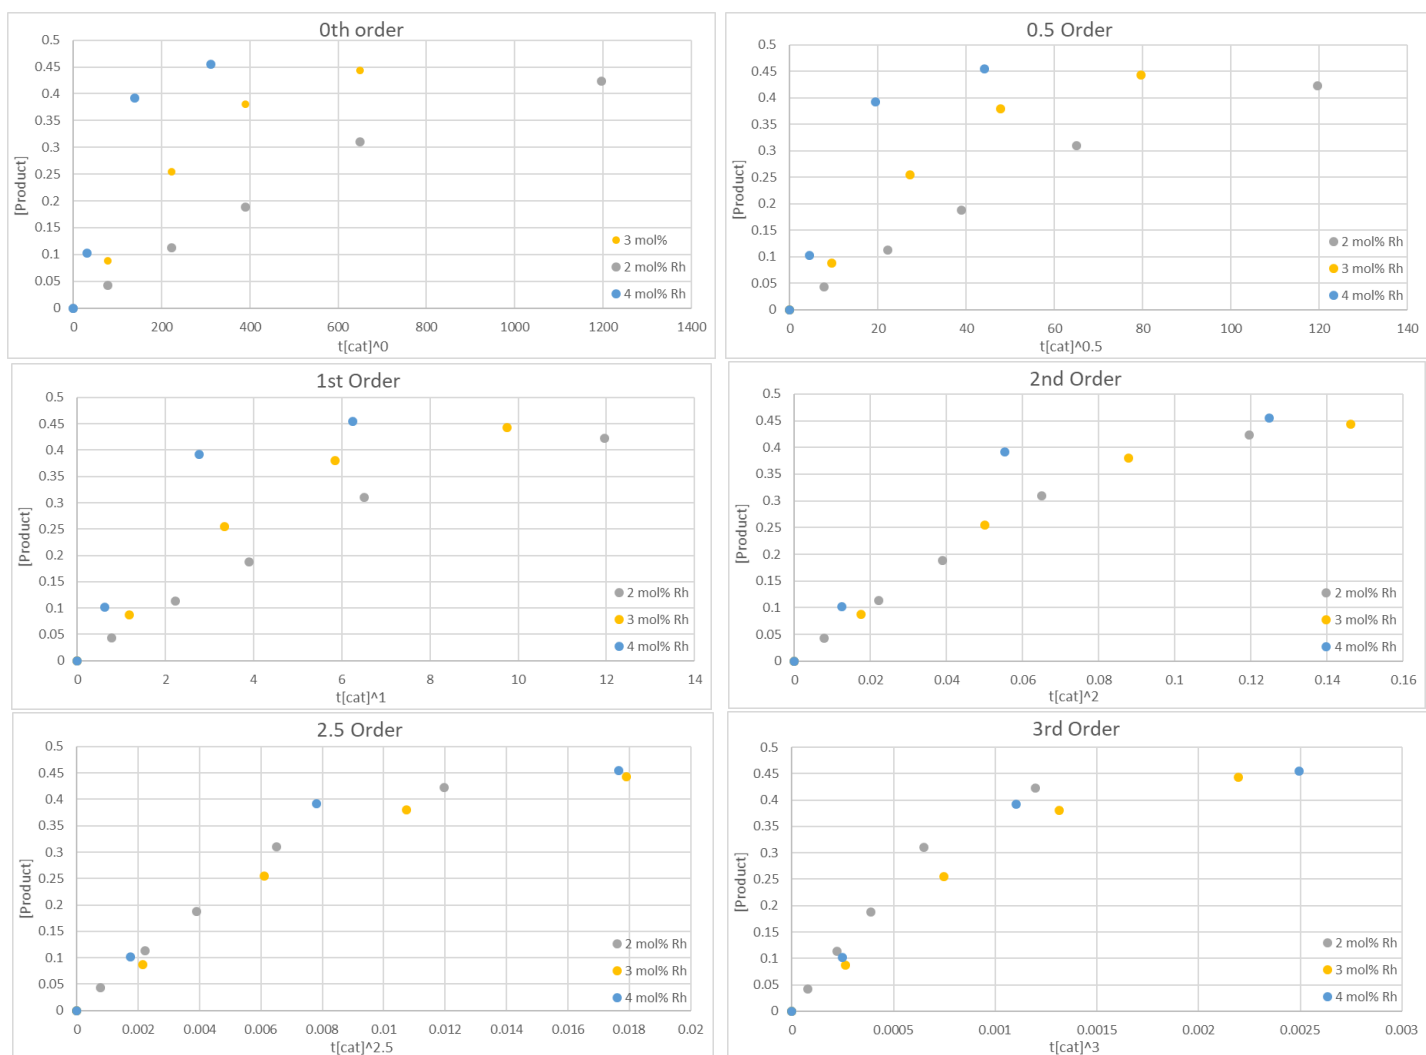 0th order
0.5
0.45
0.4
0.35
0.3
0.25
0.2
0.15
0.1
0.05
0
[Product]
3 mol%
2 mol% Rh
4 mol% Rh
0 200 400 600 800 1000 1200 1400
t[cat]^0
0.5 Order
0.5
0.45
0.4
0.35
0.3
0.25
0.2
0.15
0.1
0.05
0
[Product]
2 mol% Rh
3 mol% Rh
4 mol% Rh
0 20 40 60 80 100 120 140
t[cat]^0.5
1st Order
0.5
0.45
0.4
0.35
0.3
0.25
0.2
0.15
0.1
0.05
0
[Product]
2 mol% Rh
3 mol% Rh
4 mol% Rh
0 2 4 6 8 10 12 14
t[cat]^1
2nd Order
0.5
0.45
0.4
0.35
0.3
0.25
0.2
0.15
0.1
0.05
0
[Product]
2 mol% Rh
3 mol% Rh
4 mol% Rh
0 0.02 0.04 0.06 0.08 0.1 0.12 0.14 0.16
t[cat]^2
2.5 Order
0.5
0.45
0.4
0.35
0.3
0.25
0.2
0.15
0.1
0.05
0
[Product]
2 mol% Rh
3 mol% Rh
4 mol% Rh
0 0.002 0.004 0.006 0.008 0.01 0.012 0.014 0.016 0.018 0.02
t[cat]^2.5
3rd Order
0.5
0.45
0.4
0.35
0.3
0.25
0.2
0.15
0.1
0.05
0
[Product]
2 mol% Rh
3 mol% Rh
4 mol% Rh
0 0.0005 0.001 0.0015 0.002 0.0025 0.003
t[cat]^3